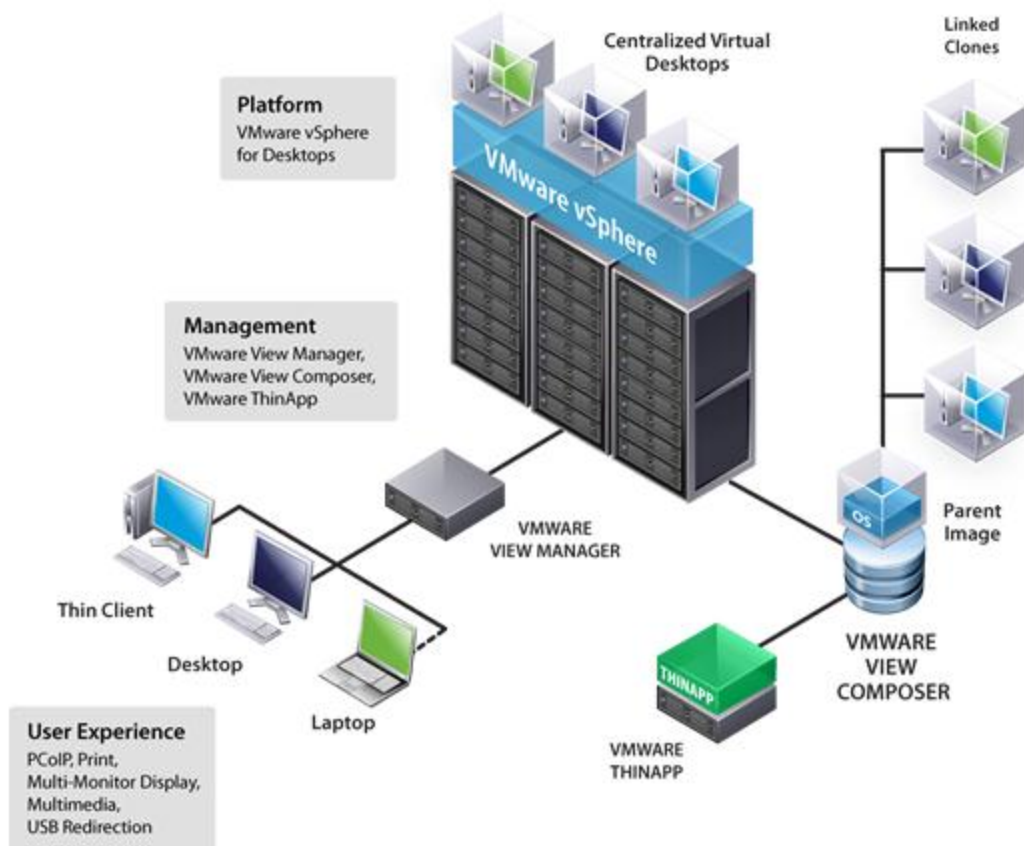 Centralized Virtual
Desktops
Linked
Clones
Platform
VMware vSphere
for Desktops
VMware vSphere
Management
VMware View Manager,
VMware View Composer,
VMware ThinApp
VMWARE
VIEW MANAGER
OS
Parent
Image
Thin Client
Desktop
Laptop
THINAPP
VMWARE
THINAPP
VMWARE
VIEW
COMPOSER
User Experience
PCoIP, Print,
Multi-Monitor Display,
Multimedia,
USB Redirection